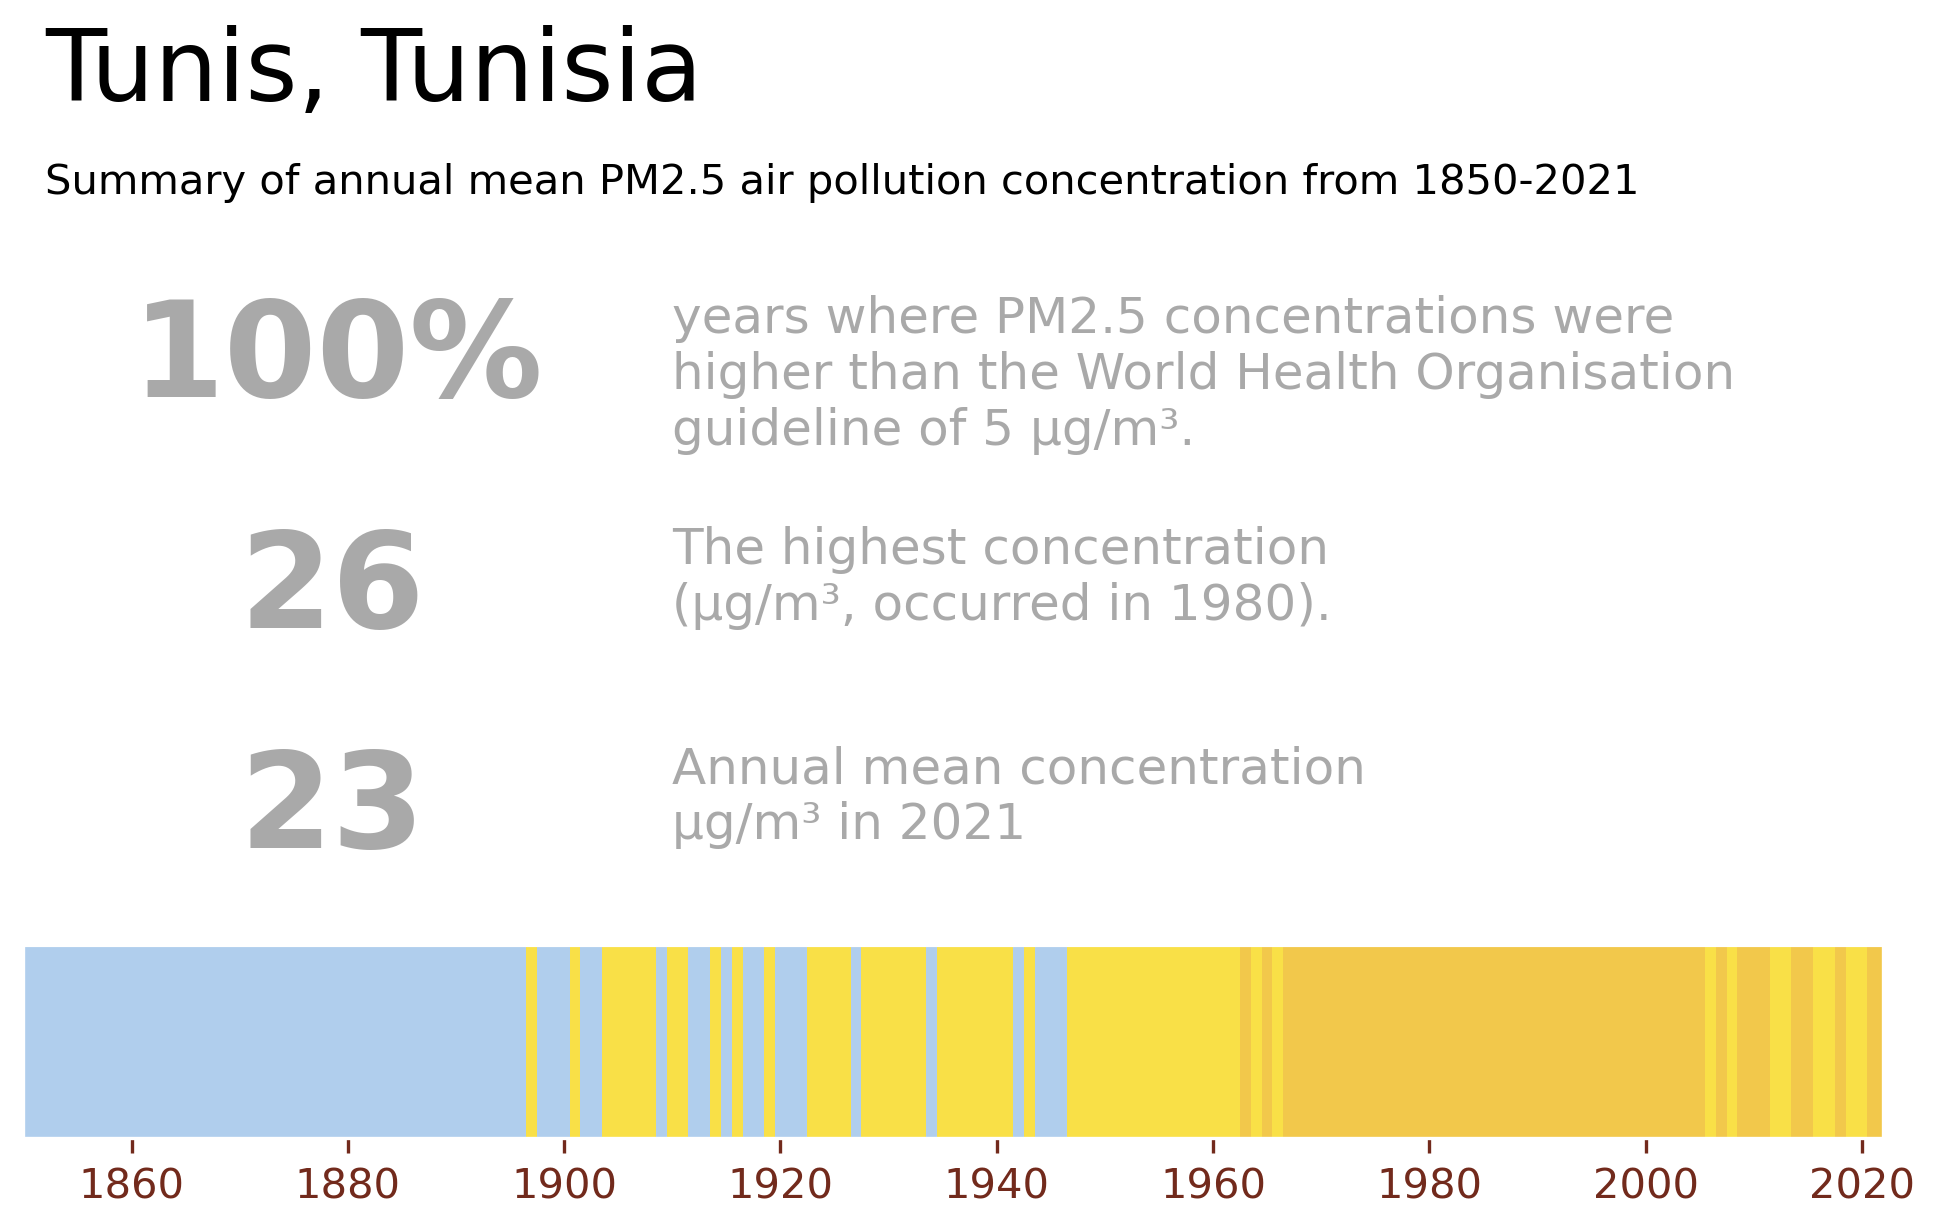 Tunis, Tunisia
Summary of annual mean PM2.5 air pollution concentration from 1850-2021
100%
years where PM2.5 concentrations were
higher than the World Health Organisation
guideline of 5 µg/m³.
26
The highest concentration
(µg/m³, occurred in 1980).
23
Annual mean concentration
µg/m³ in 2021
1860 1880 1900 1920 1940 1960 1980 2000 2020